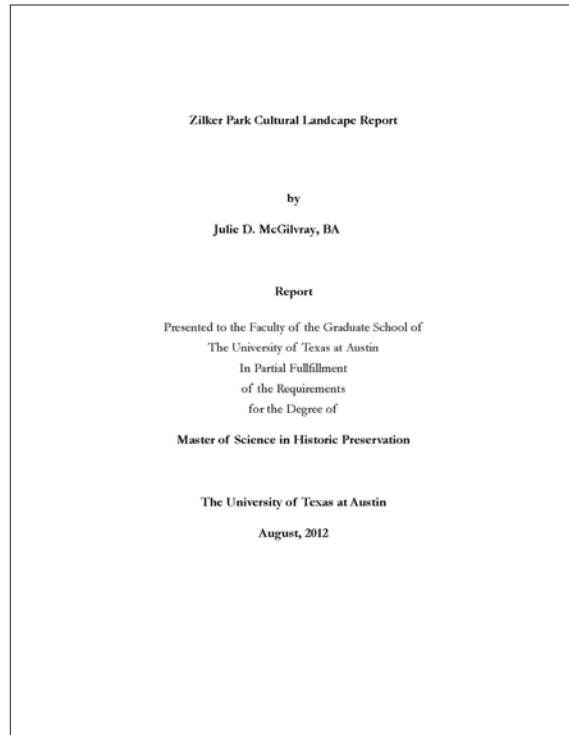 Zilker Park Cultural Landcape Report
by
Julie D. McGilvray, BA
Report
Presented to the Faculty of the Graduate School of
The University of Texas at Austin
In Partial Fullfillment
of the Requirements
for the Degree of
Master of Science in Historic Preservation
The University of Texas at Austin
August, 2012